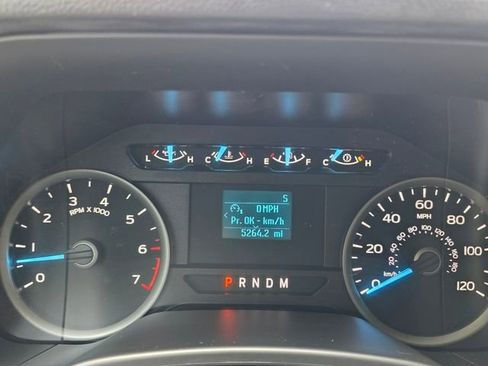 L H C H E F C H
S
0 MPH
Pr. OK - km/h
5264.2 mi
0 1 2 3 4 5 6 7
RPM X 1000
P R N D M
0 20 40 60 80 100 120
MPH
km/h